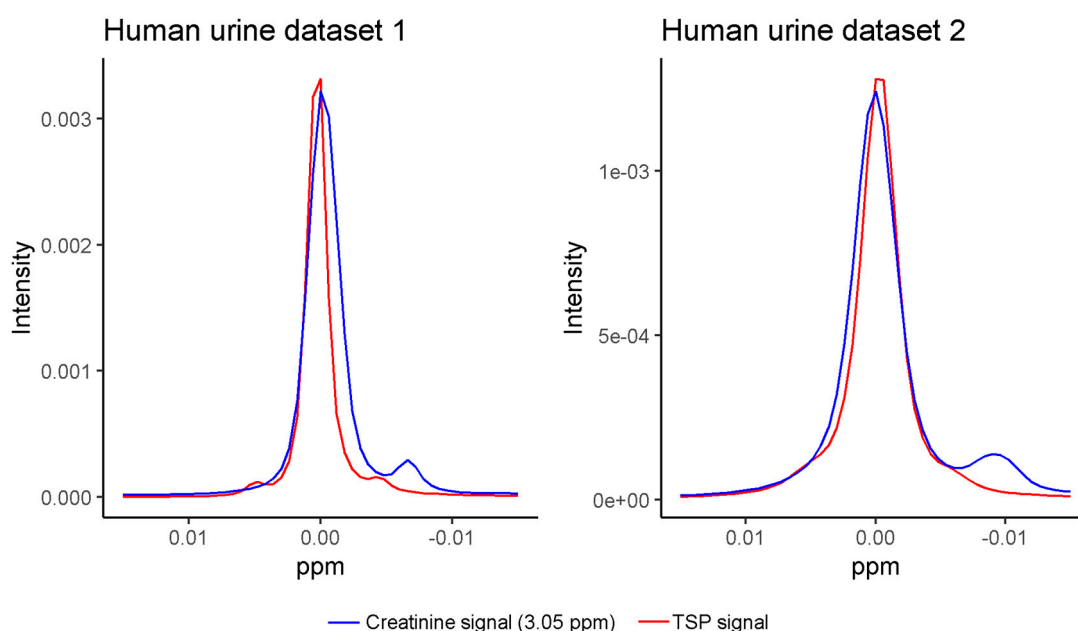 Human urine dataset 1
Intensity
0.003
0.002
0.001
0.000
0.01
0.00
-0.01
ppm
Human urine dataset 2
Intensity
1e-03
5e-04
0e+00
0.01
0.00
-0.01
ppm
Creatinine signal (3.05 ppm)
TSP signal